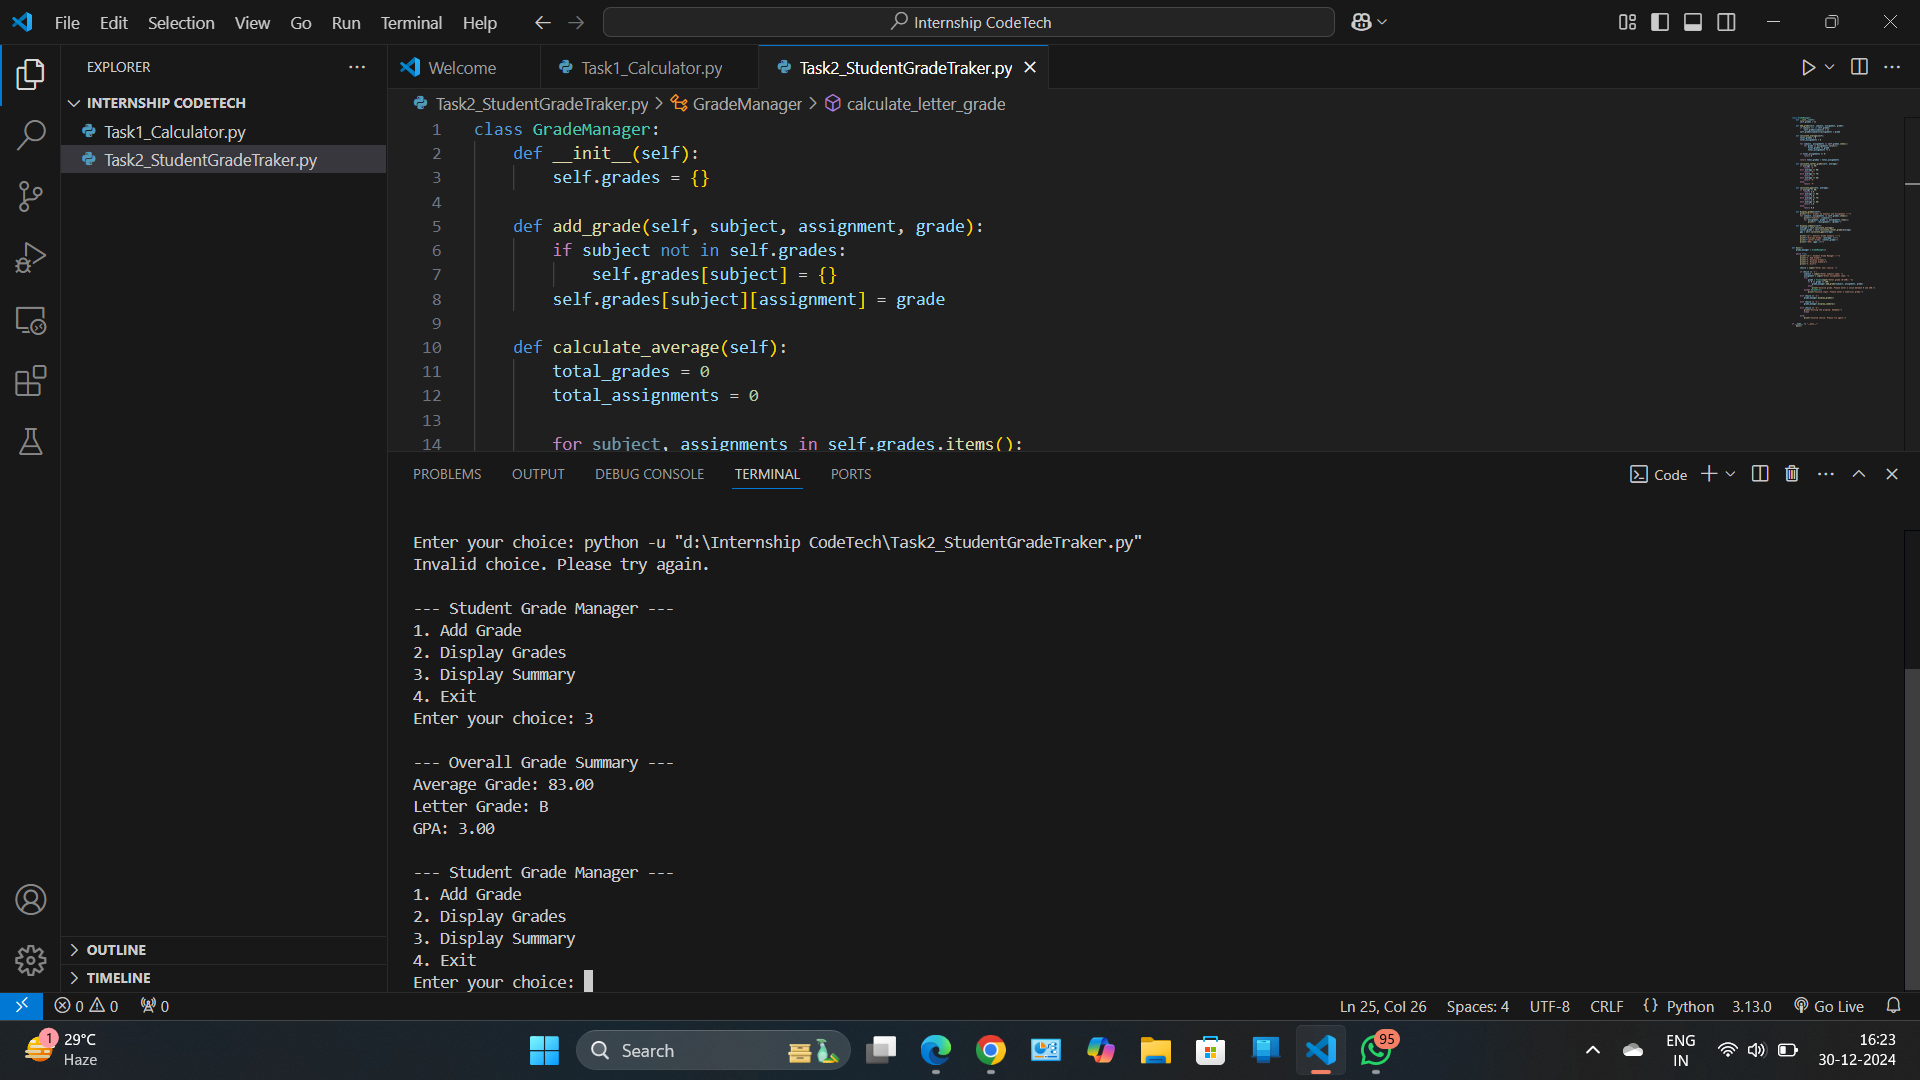 File Edit Selection View Go Run Terminal Help
Internship CodeTech
EXPLORER
INTERNSHIP CODETECH
Task1_Calculator.py
Task2_StudentGradeTraker.py
OUTLINE
TIMELINE
Welcome Task1_Calculator.py Task2_StudentGradeTraker.py
Task2_StudentGradeTraker.py > GradeManager > calculate_letter_grade
1 class GradeManager:
2     def __init__(self):
3         self.grades = {}
4
5     def add_grade(self, subject, assignment, grade):
6         if subject not in self.grades:
7             self.grades[subject] = {}
8         self.grades[subject][assignment] = grade
9
10     def calculate_average(self):
11         total_grades = 0
12         total_assignments = 0
13
14         for subject, assignments in self.grades.items():
PROBLEMS OUTPUT DEBUG CONSOLE TERMINAL PORTS
Code
Enter your choice: python -u "d:\Internship CodeTech\Task2_StudentGradeTraker.py"
Invalid choice. Please try again.
--- Student Grade Manager ---
1. Add Grade
2. Display Grades
3. Display Summary
4. Exit
Enter your choice: 3
--- Overall Grade Summary ---
Average Grade: 83.00
Letter Grade: B
GPA: 3.00
--- Student Grade Manager ---
1. Add Grade
2. Display Grades
3. Display Summary
4. Exit
Enter your choice:
0 0 0 Ln 25, Col 26 Spaces: 4 UTF-8 CRLF {} Python 3.13.0 Go Live
1
29°C
Haze
Search
95
ENG
IN
16:23
30-12-2024